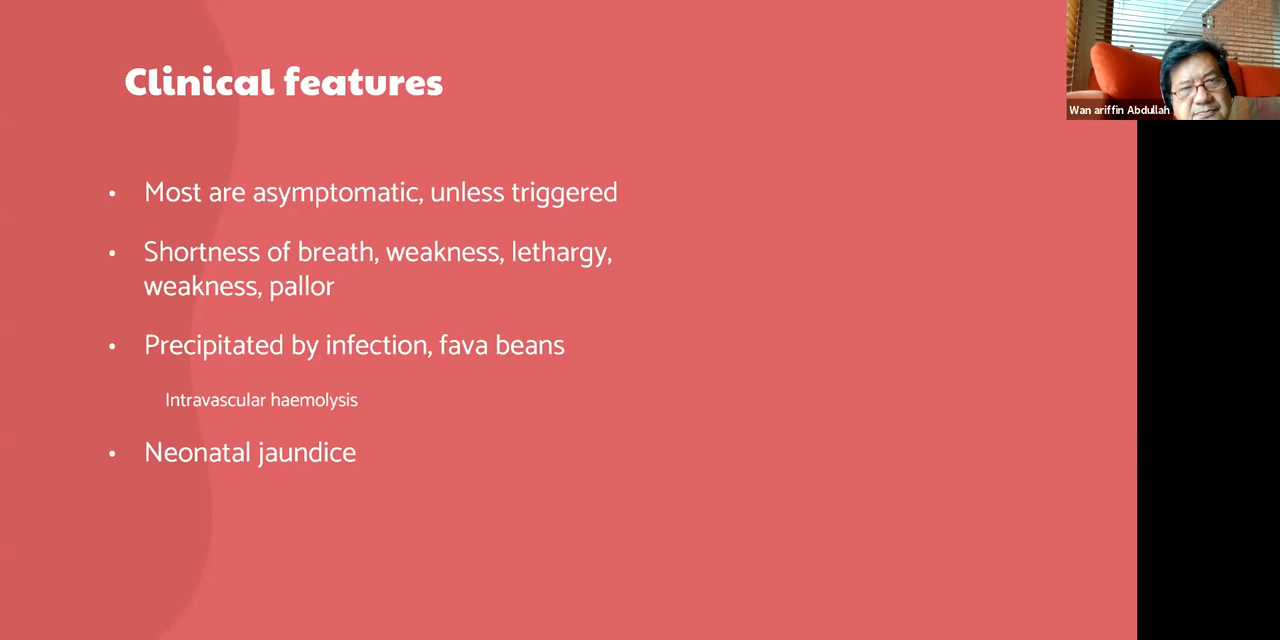 Clinical features
• Most are asymptomatic, unless triggered
• Shortness of breath, weakness, lethargy,
weakness, pallor
• Precipitated by infection, fava beans
Intravascular haemolysis
• Neonatal jaundice
Wan ariffin Abdullah